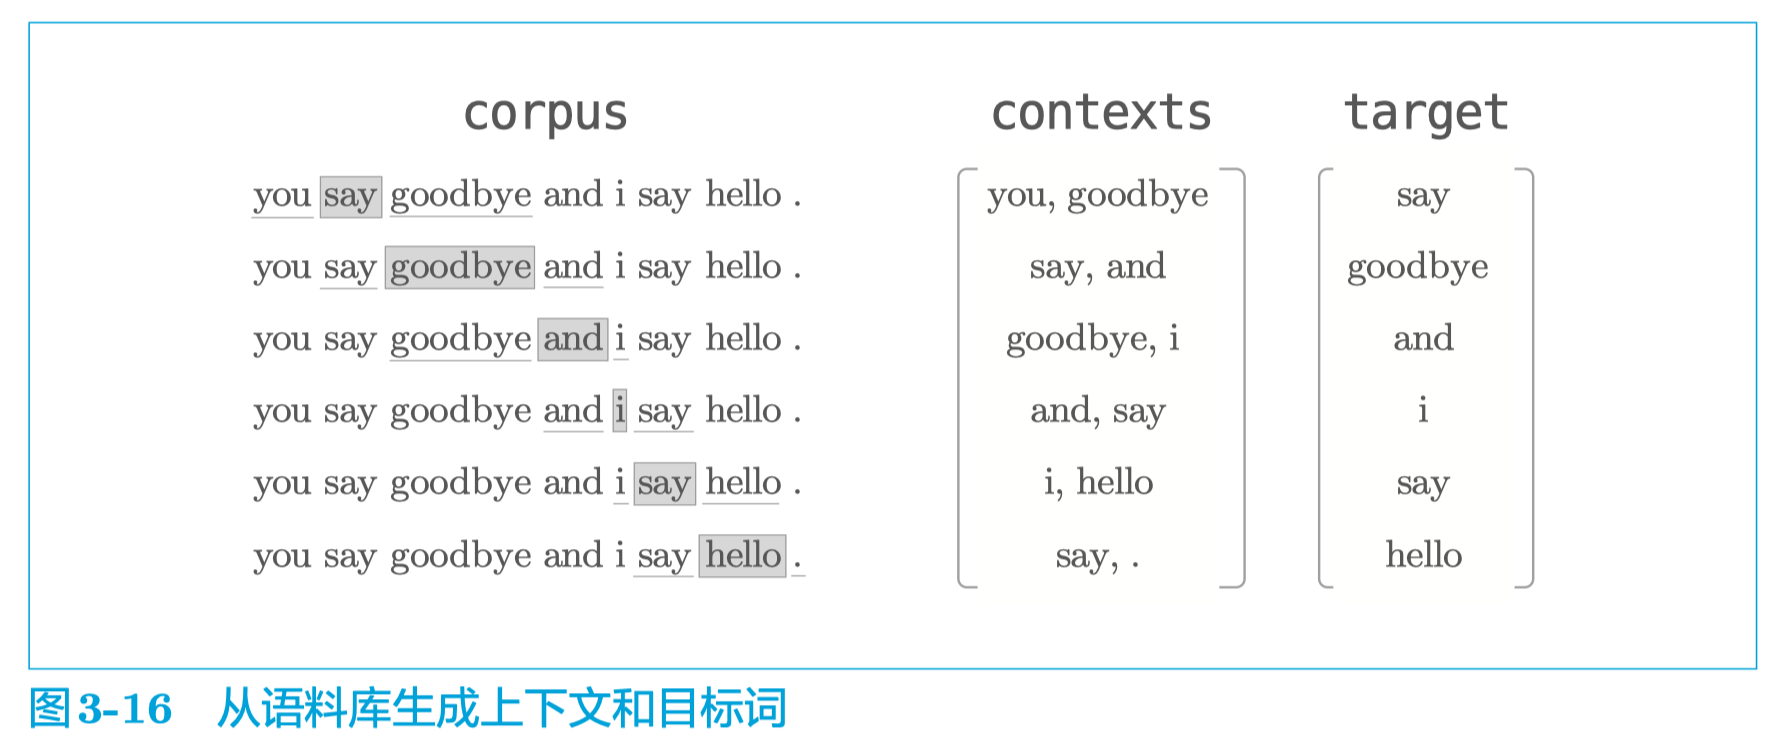 corpus contexts target
you say goodbye and i say hello . you, goodbye say
you say goodbye and i say hello . say, and goodbye
you say goodbye and i say hello . goodbye, i and
you say goodbye and i say hello . and, say i
you say goodbye and i say hello . i, hello say
you say goodbye and i say hello . say, . hello
图3-16 从语料库生成上下文和目标词